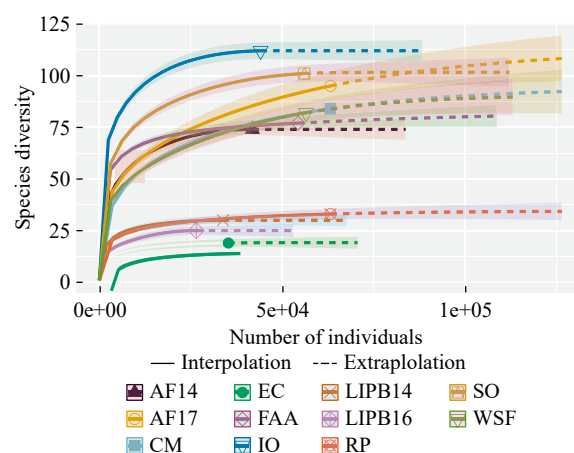 125
100
75
50
25
0
Species diversity
0e+00 5e+04 1e+05
Number of individuals
Interpolation Extraplolation
AF14 EC LIPB14 SO
AF17 FAA LIPB16 WSF
CM IO RP